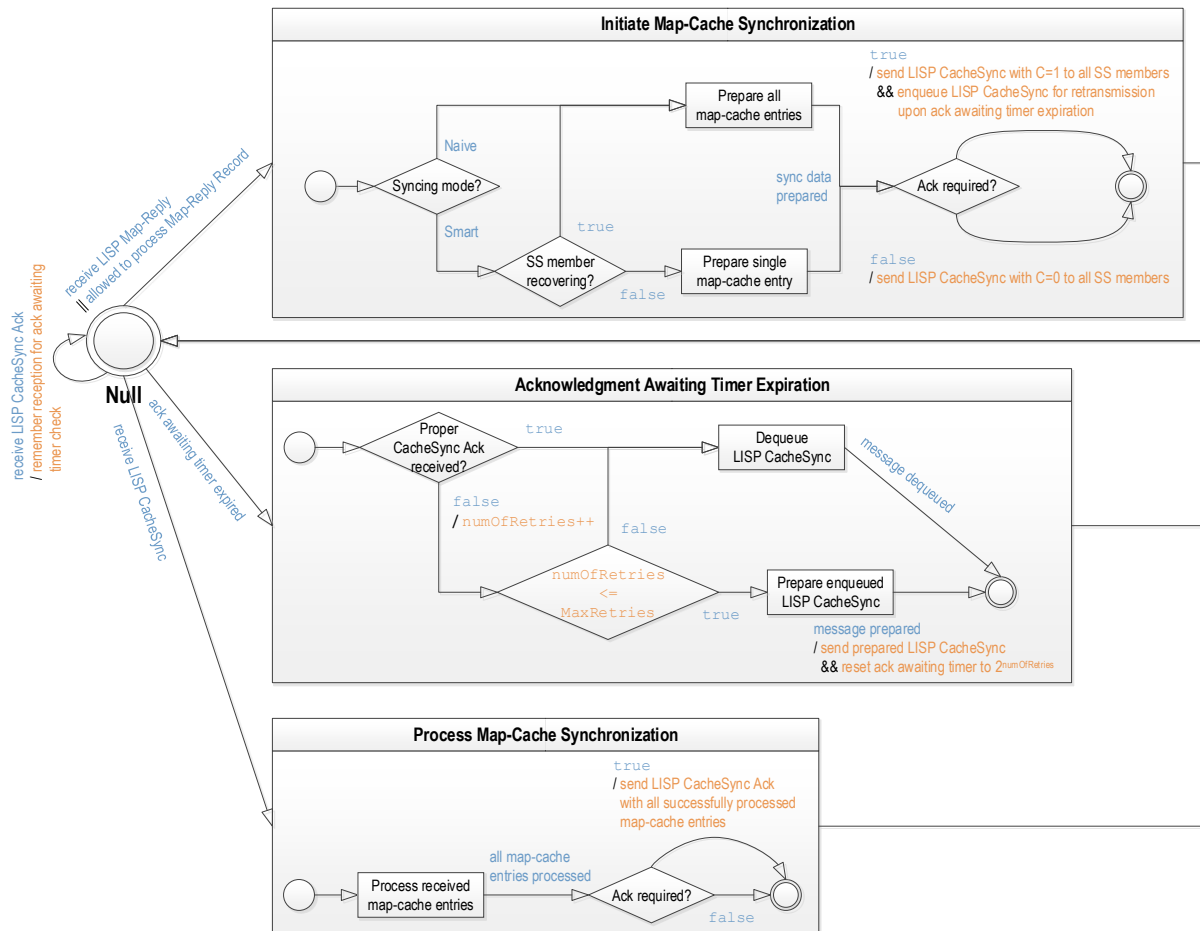 Initiate Map-Cache Synchronization
true
/ send LISP CacheSync with C=1 to all SS members
&& enqueue LISP CacheSync for retransmission
upon ack awaiting timer expiration
Prepare all
map-cache entries
Naive
Syncing mode?
sync data
prepared
Ack required?
Smart
true
SS member
recovering?
false
Prepare single
map-cache entry
false
/ send LISP CacheSync with C=0 to all SS members
receive LISP Map-Reply
|| allowed to process Map-Reply Record
receive LISP CacheSync Ack
/ remember reception for ack awaiting
timer check
Null
ack awaiting timer expired
receive LISP CacheSync
Acknowledgment Awaiting Timer Expiration
Proper
CacheSync Ack
received?
true
Dequeue
LISP CacheSync
message dequeued
false
/ numOfRetries++
false
numOfRetries
<=
MaxRetries
true
Prepare enqueued
LISP CacheSync
message prepared
/ send prepared LISP CacheSync
&& reset ack awaiting timer to 2^numOfRetries
Process Map-Cache Synchronization
true
/ send LISP CacheSync Ack
with all successfully processed
map-cache entries
all map-cache
entries processed
Process received
map-cache entries
Ack required?
false